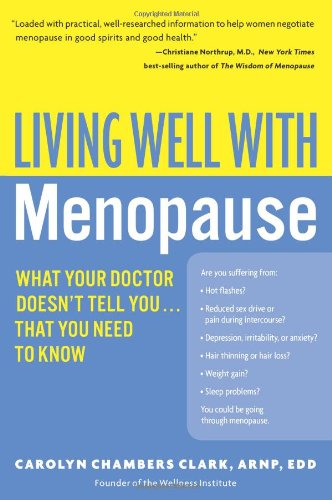 "Loaded with practical, well-researched information to help women negotiate
menopause in good spirits and good health."
—Christiane Northrup, M.D., New York Times
best-selling author of The Wisdom of Menopause
LIVING WELL WITH
Menopause
WHAT YOUR DOCTOR
DOESN'T TELL YOU...
THAT YOU NEED
TO KNOW
Are you suffering from:
• Hot flashes?
• Reduced sex drive or
pain during intercourse?
• Depression, irritability, or anxiety?
• Hair thinning or hair loss?
• Weight gain?
• Sleep problems?
You could be going
through menopause.
CAROLYN CHAMBERS CLARK, ARNP, EDD
Founder of the Wellness Institute